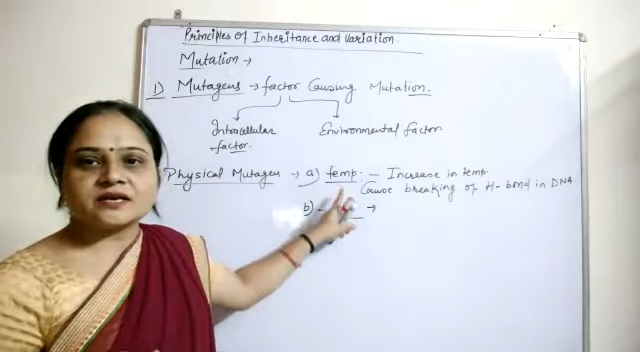 Principles of Inheritance and Variation.
Mutation →
1) Mutagens → factor Causing Mutation.
Intracellular factor
Environmental factor
Physical Mutagen → a) temp. — Increase in temp.
Cause breaking of H-bond in DNA
b) →